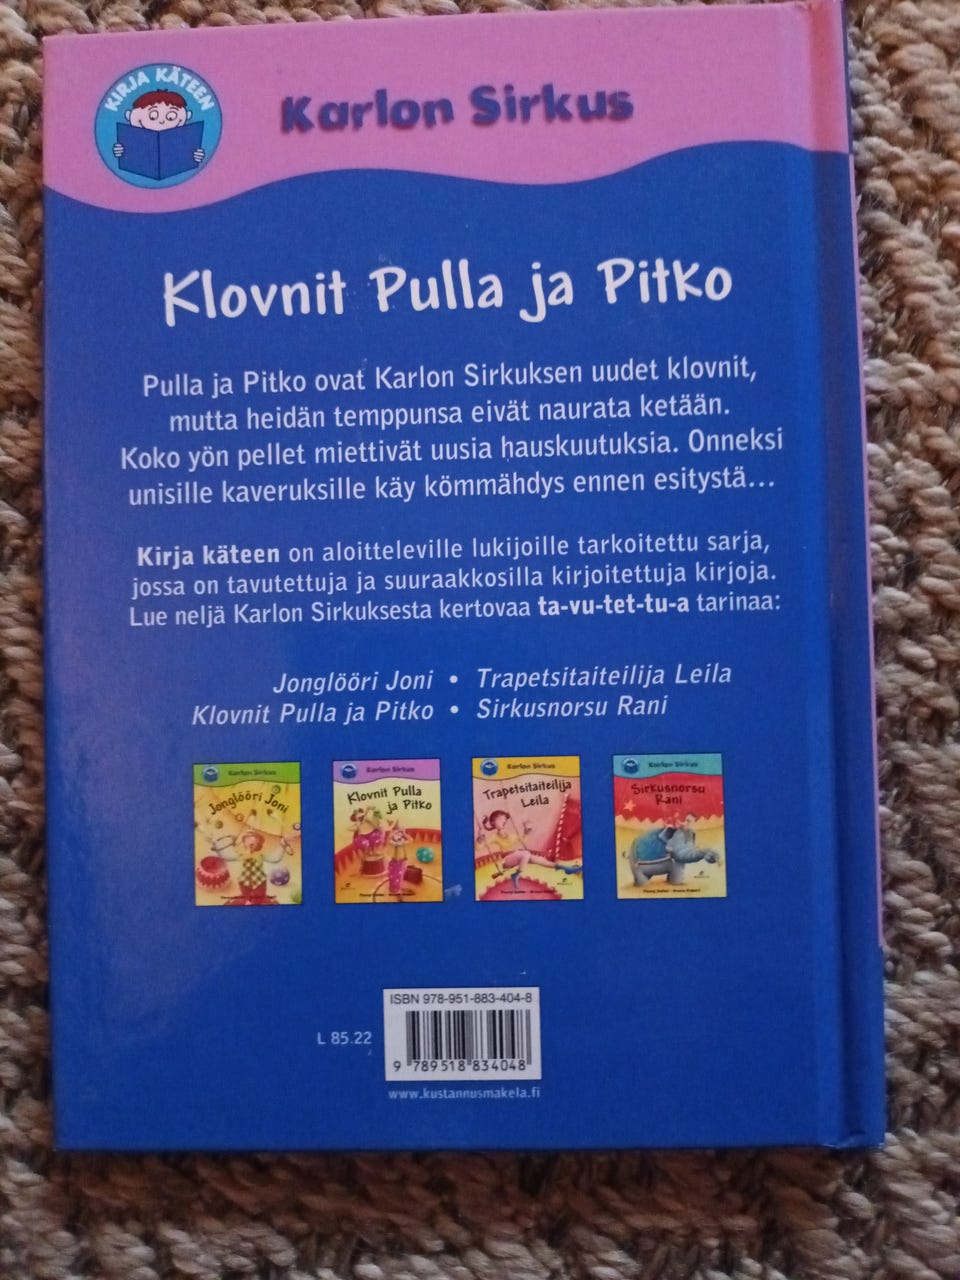 KIRJA KÄTEEN
Karlon Sirkus
Klovnit Pulla ja Pitko
Pulla ja Pitko ovat Karlon Sirkuksen uudet klovnit,
mutta heidän temppunsa eivät naurata ketään.
Koko yön pellet miettivät uusia hauskuutuksia. Onneksi
unisille kaveruksille käy kömmähdys ennen esitystä...
Kirja käteen on aloitteleville lukijoille tarkoitettu sarja,
jossa on tavutettuja ja suuraakkosilla kirjoitettuja kirjoja.
Lue neljä Karlon Sirkuksesta kertovaa ta-vu-tet-tu-a tarinaa:
Jonglööri Joni • Trapetsitaiteilija Leila
Klovnit Pulla ja Pitko • Sirkusnorsu Rani
Karlon Sirkus
Jonglööri Joni
Karlon Sirkus
Klovnit Pulla
ja Pitko
Karlon Sirkus
Trapetsitaiteilija
Leila
Karlon Sirkus
Sirkusnorsu
Rani
ISBN 978-951-883-404-8
L 85.22
9 789518 834048
www.kustannusmakela.fi